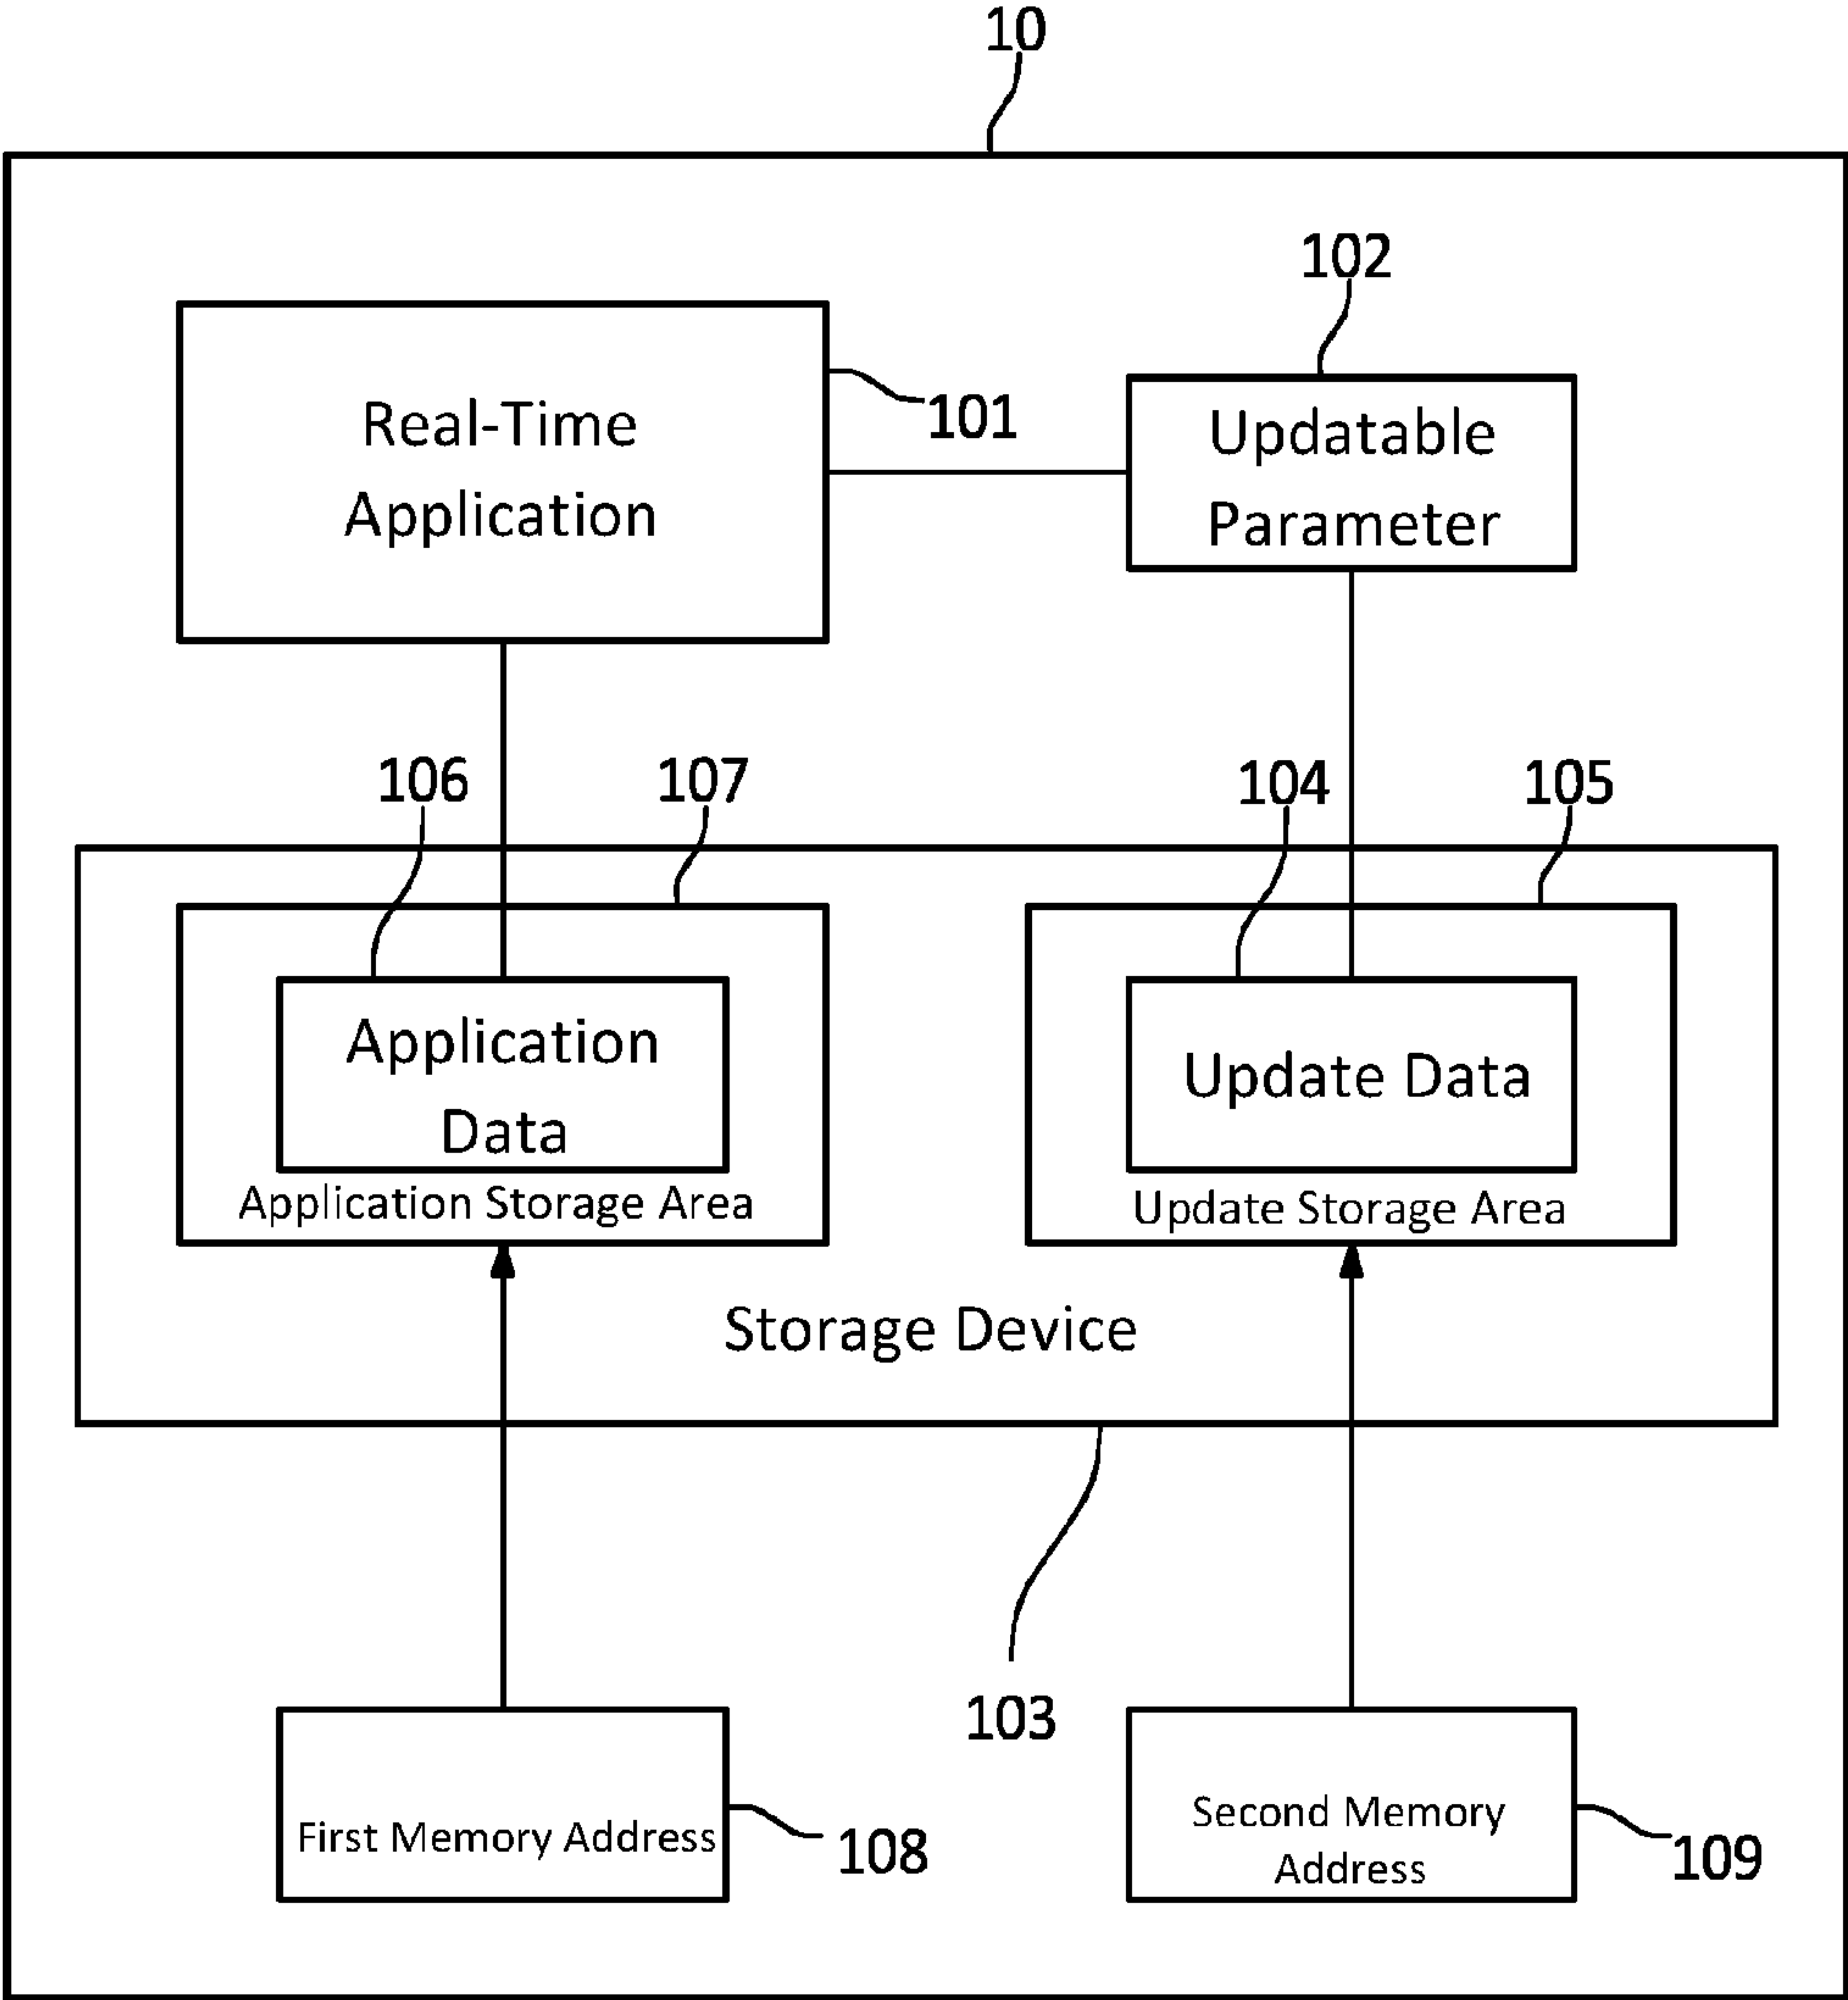 10
102
Real-Time
Application
101
Updatable
Parameter
106
107
104
105
Application
Data
Application Storage Area
Update Data
Update Storage Area
Storage Device
103
First Memory Address
108
Second Memory
Address
109